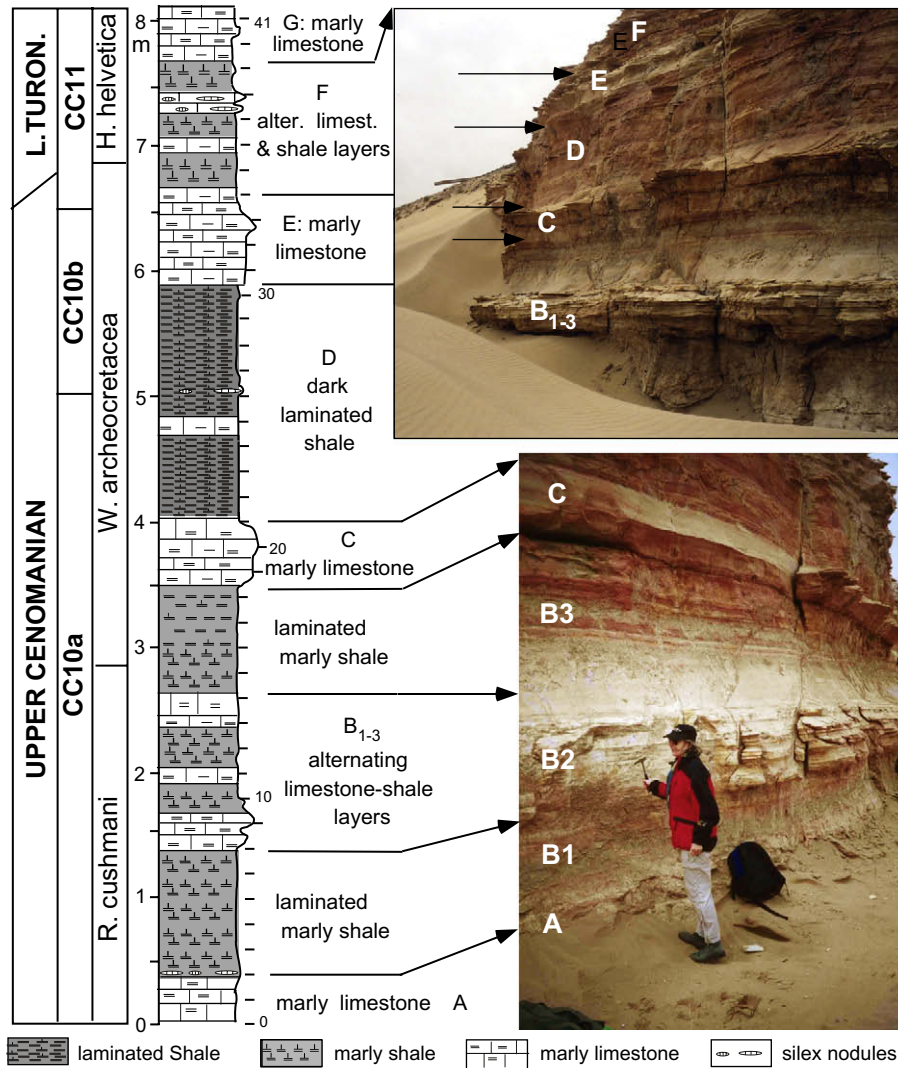 L.TURON.
UPPER CENOMANIAN
CC11
CC10b
CC10a
H. helvetica
W. archeocretacea
R. cushmani
8
m
7
6
5
4
3
2
1
0
41
30
20
10
0
G: marly
limestone
F
alter. limest.
& shale layers
E: marly
limestone
D
dark
laminated
shale
C
marly limestone
laminated
marly shale
B1-3
alternating
limestone-shale
layers
laminated
marly shale
marly limestone A
E F
E
D
C
B1-3
C
B3
B2
B1
A
laminated Shale
marly shale
marly limestone
silex nodules